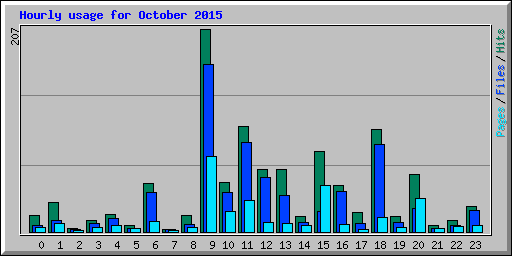 Hourly usage for October 2015
207
Pages / Files / Hits
0 1 2 3 4 5 6 7 8 9 10 11 12 13 14 15 16 17 18 19 20 21 22 23